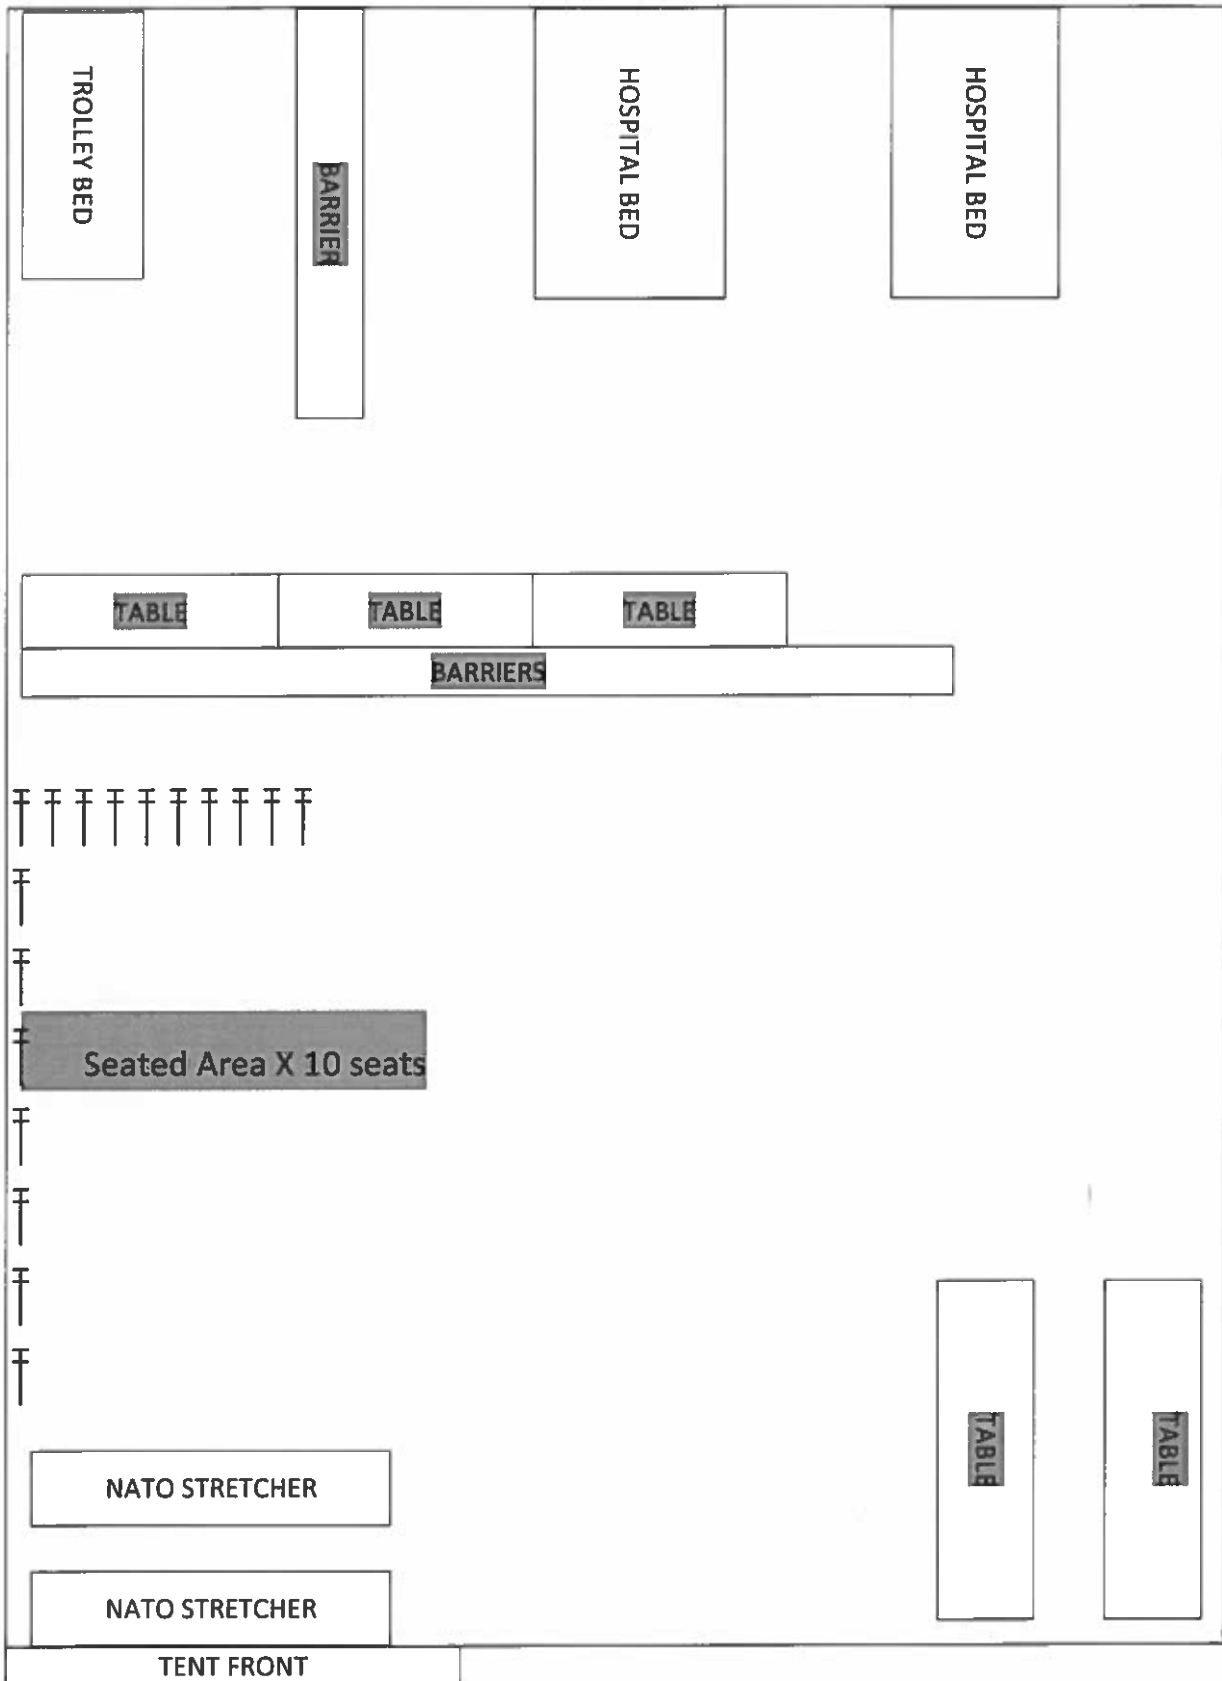 TROLLEY BED
BARRIER
HOSPITAL BED
HOSPITAL BED
TABLE
TABLE
TABLE
BARRIERS
Seated Area X 10 seats
TABLE
TABLE
NATO STRETCHER
NATO STRETCHER
TENT FRONT